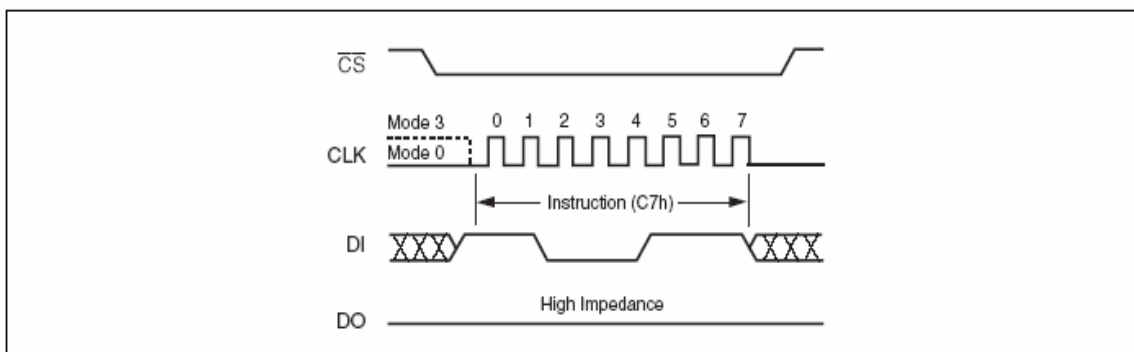 CS
Mode 3
0 1 2 3 4 5 6 7
CLK
Mode 0
Instruction (C7h)
DI
High Impedance
DO